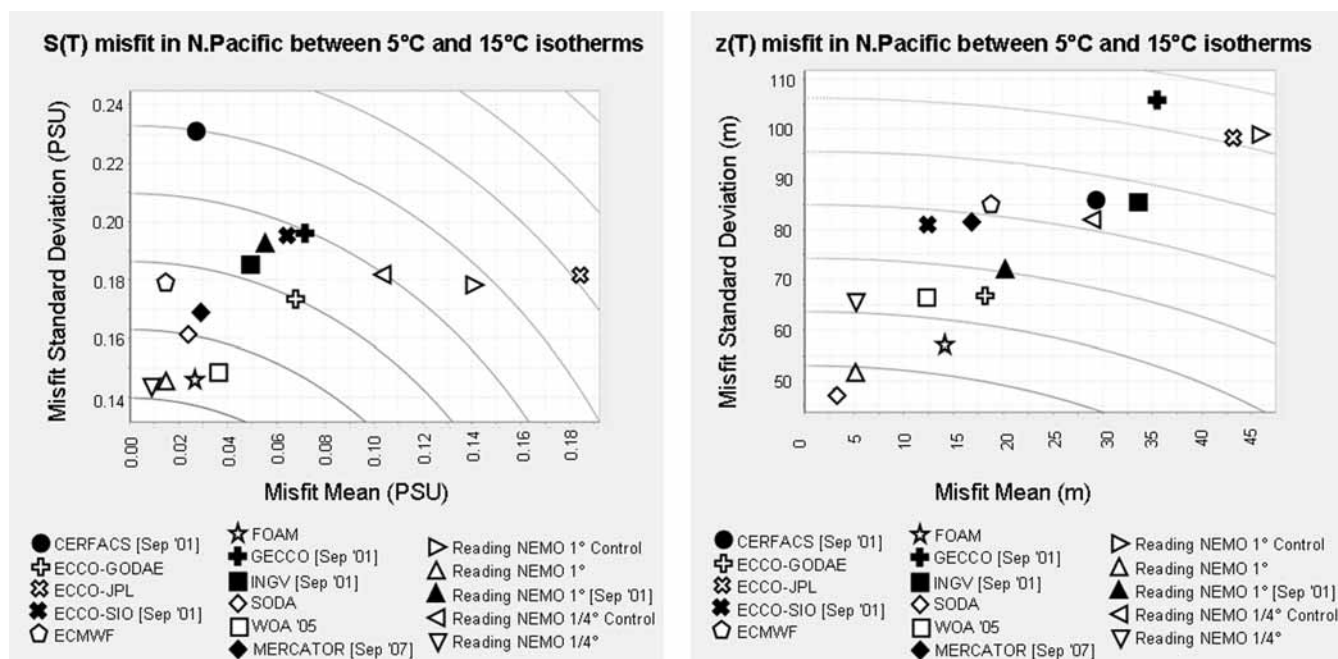 S(T) misfit in N.Pacific between 5°C and 15°C isotherms
Misfit Standard Deviation (PSU)
0.24
0.22
0.20
0.18
0.16
0.14
0.00
0.02
0.04
0.06
0.08
0.10
0.12
0.14
0.16
0.18
Misfit Mean (PSU)
CERFACS [Sep '01]
ECCO-GODAE
ECCO-JPL
ECCO-SIO [Sep '01]
ECMWF
FOAM
GECCO [Sep '01]
INGV [Sep '01]
SODA
WOA '05
MERCATOR [Sep '07]
Reading NEMO 1° Control
Reading NEMO 1°
Reading NEMO 1° [Sep '01]
Reading NEMO 1/4° Control
Reading NEMO 1/4°
z(T) misfit in N.Pacific between 5°C and 15°C isotherms
Misfit Standard Deviation (m)
110
100
90
80
70
60
50
0
5
10
15
20
25
30
35
40
45
Misfit Mean (m)
CERFACS [Sep '01]
ECCO-GODAE
ECCO-JPL
ECCO-SIO [Sep '01]
ECMWF
FOAM
GECCO [Sep '01]
INGV [Sep '01]
SODA
WOA '05
MERCATOR [Sep '07]
Reading NEMO 1° Control
Reading NEMO 1°
Reading NEMO 1° [Sep '01]
Reading NEMO 1/4° Control
Reading NEMO 1/4°